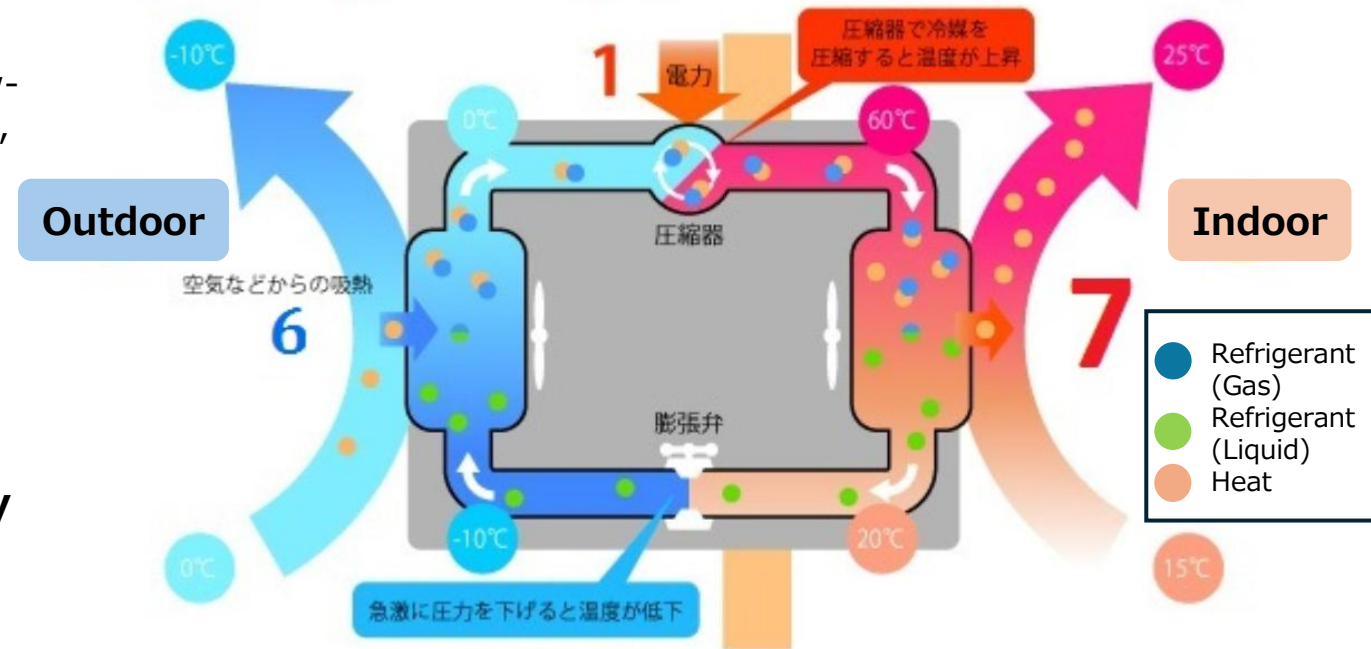 -10℃
1
電力
圧縮器で冷媒を
圧縮すると温度が上昇
25℃
0℃
60℃
Outdoor
圧縮器
Indoor
空気などからの吸熱
6
7
Refrigerant
(Gas)
Refrigerant
(Liquid)
Heat
膨張弁
-10℃
20℃
0℃
15℃
急激に圧力を下げると温度が低下